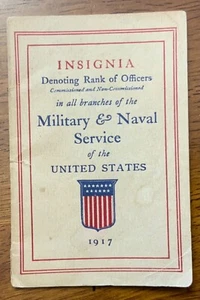 INSIGNIA
Denoting Rank of Officers
Commissioned and Non-Commissioned
in all branches of the
Military & Naval
Service
of the
UNITED STATES
1917